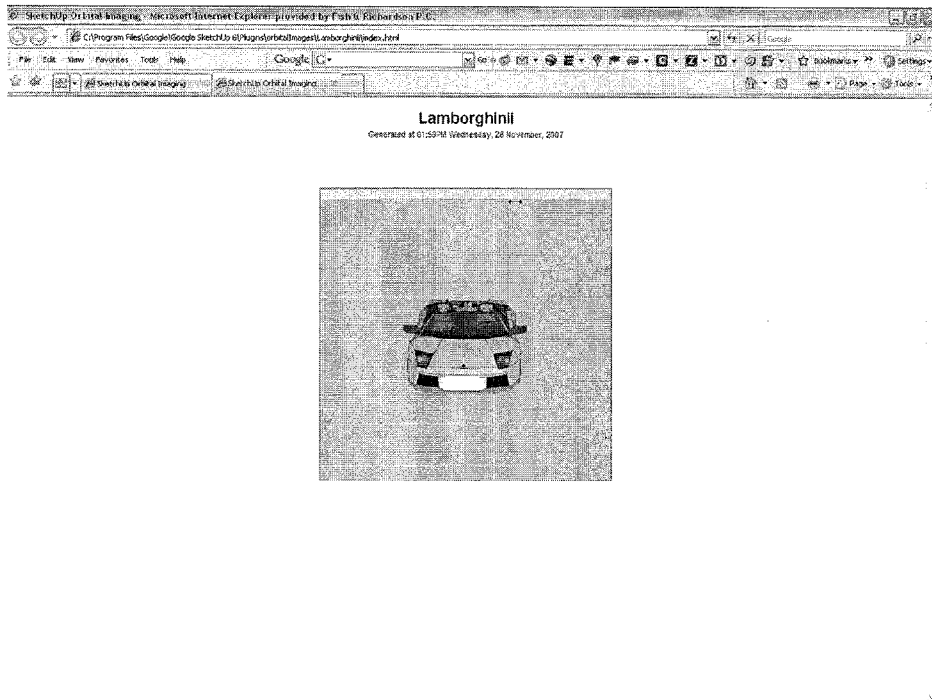 SketchUp Orbital Imaging - Microsoft Internet Explorer provided by Fish & Richardson P.C.
C:\Program Files\Google\Google SketchUp 6\Plugins\orbitalImages\Lamborghinii\index.html
Google
File Edit View Favorites Tools Help
Google G
Go
Bookmarks
Settings
SketchUp Orbital Imaging
SketchUp Orbital Imaging
Page
Tools
Lamborghinii
Generated at 01:59PM Wednesday, 28 November, 2007